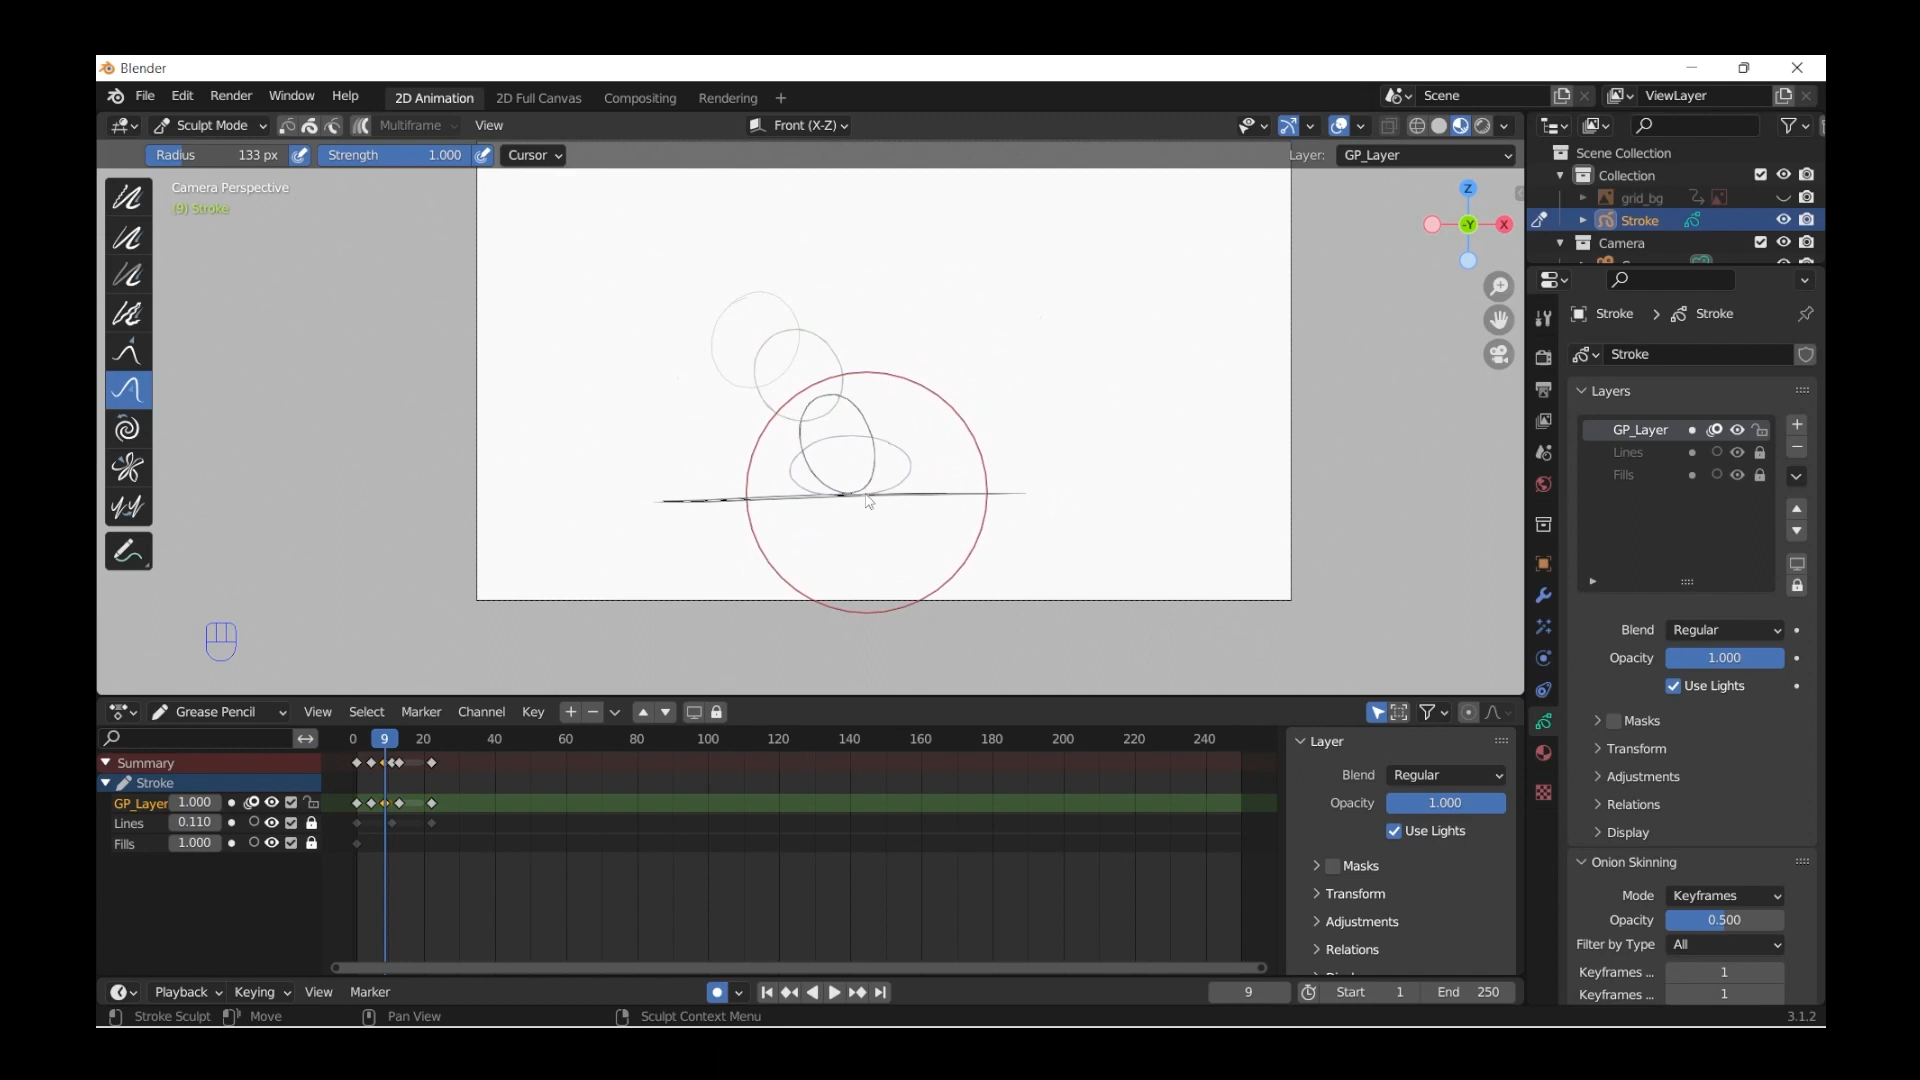 Blender
File Edit Render Window Help 2D Animation 2D Full Canvas Compositing Rendering + Scene ViewLayer
Sculpt Mode Multiframe View Front (X-Z)
Radius 133 px Strength 1.000 Cursor Layer: GP_Layer
Scene Collection
Collection
grid_bg
Stroke
Camera
Camera Perspective
(9) Stroke
Z
-Y X
Stroke > Stroke
Stroke
Layers
GP_Layer
Lines
Fills
Blend Regular
Opacity 1.000
Use Lights
Masks
Transform
Adjustments
Relations
Display
Onion Skinning
Mode Keyframes
Opacity 0.500
Filter by Type All
Keyframes ... 1
Keyframes ... 1
Grease Pencil View Select Marker Channel Key
0 9 20 40 60 80 100 120 140 160 180 200 220 240
Summary
Stroke
GP_Layer 1.000
Lines 0.110
Fills 1.000
Layer
Blend Regular
Opacity 1.000
Use Lights
Masks
Transform
Adjustments
Relations
Playback Keying View Marker 9 Start 1 End 250
Stroke Sculpt Move Pan View Sculpt Context Menu 3.1.2